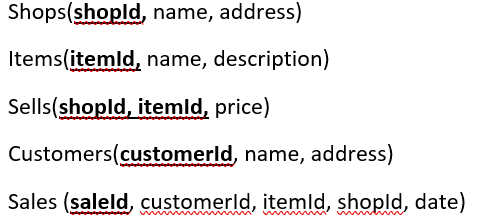 Shops(shopId, name, address)
Items(itemId, name, description)
Sells(shopId, itemId, price)
Customers(customerId, name, address)
Sales (saleId, customerId, itemId, shopId, date)